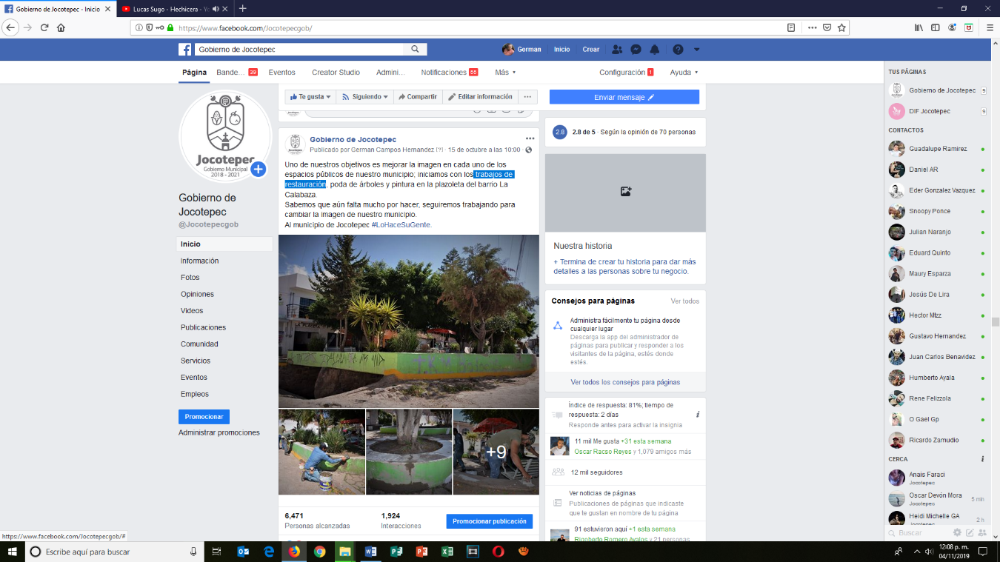 Gobierno de Jocotepec - Inicio
Lucas Sugo - Hechicera - Yo
https://www.facebook.com/Jocotepecgob/
Gobierno de Jocotepec
German
Inicio
Crear
Página
Bande... 39
Eventos
Creator Studio
Admini...
Notificaciones 55
Más
Configuración 1
Ayuda
Jocotepec
Gobierno Municipal
2018 - 2021
Gobierno de
Jocotepec
@Jocotepecgob
Inicio
Información
Fotos
Opiniones
Videos
Publicaciones
Comunidad
Servicios
Eventos
Empleos
Promocionar
Administrar promociones
Te gusta
Siguiendo
Compartir
Editar información
...
Gobierno de Jocotepec
Publicado por German Campos Hernandez [?] · 15 de octubre a las 10:00 ·
Uno de nuestros objetivos es mejorar la imagen en cada uno de los
espacios públicos de nuestro municipio; iniciamos con los trabajos de
restauración, poda de árboles y pintura en la plazoleta del barrio La
Calabaza.
Sabemos que aún falta mucho por hacer, seguiremos trabajando para
cambiar la imagen de nuestro municipio.
Al municipio de Jocotepec #LoHaceSuGente.
+9
6,471
Personas alcanzadas
1,924
Interacciones
Promocionar publicación
Enviar mensaje
2.8
2.8 de 5 · Según la opinión de 70 personas
Nuestra historia
+ Termina de crear tu historia para dar más
detalles a las personas sobre tu negocio.
Consejos para páginas
Ver todos
Administra fácilmente tu página desde
cualquier lugar
Descarga la app del administrador de
páginas para publicar y responder a los
visitantes de la página, estés donde
estés.
Ver todos los consejos para páginas
Índice de respuesta: 81%; tiempo de
respuesta: 2 días
Responde antes para activar la insignia
11 mil Me gusta +31 esta semana
Oscar Racso Reyes y 1,079 amigos más
12 mil seguidores
Ver noticias de páginas
Publicaciones de páginas que indicaste
que te gustan en nombre de tu página
91 estuvieron aquí +1 esta semana
Rigoberto Romero Avalos y 21 personas
TUS PÁGINAS
Gobierno de Jocotepec 9
DIF Jocotepec 9
CONTACTOS
Guadalupe Ramirez
Daniel AR
Eder Gonzalez Vazquez
Snoopy Ponce
Julian Naranjo
Eduard Quinto
Maury Esparza
Jesús De Lira
Hector Mtzz
Gustavo Hernandez
Juan Carlos Benavidez
Humberto Ayala
Rene Felizzola
O Gael Gp
Ricardo Zamudio
CERCA
Anais Faraci
Jocotepec
Oscar Devón Mora
Jocotepec
5 min
Heidi Michelle GA
Jocotepec
2 h
Buscar
https://www.facebook.com/Jocotepecgob/#
Escribe aquí para buscar
12:08 p. m.
04/11/2019